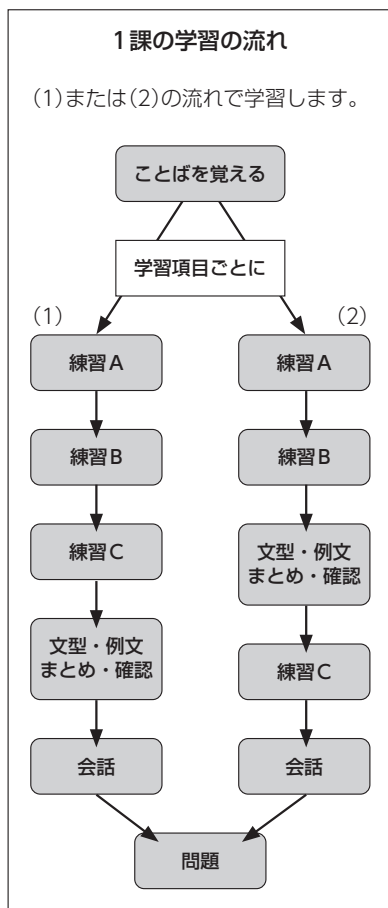 1課の学習の流れ
(1)または(2)の流れで学習します。
ことばを覚える
学習項目ごとに
(1)
練習A
練習B
練習C
文型・例文
まとめ・確認
会話
(2)
練習A
練習B
文型・例文
まとめ・確認
練習C
会話
問題